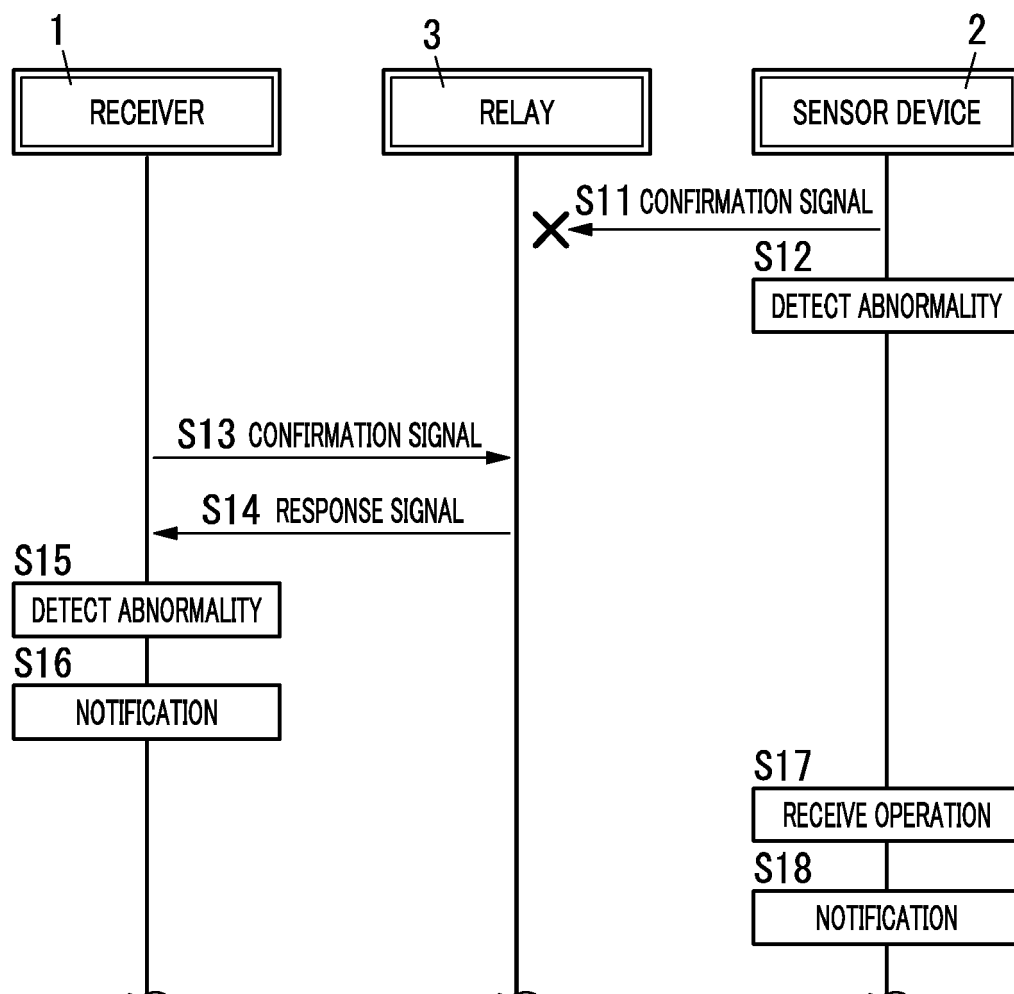 1
3
2
RECEIVER
RELAY
SENSOR DEVICE
S11 CONFIRMATION SIGNAL
S12
DETECT ABNORMALITY
S13 CONFIRMATION SIGNAL
S14 RESPONSE SIGNAL
S15
DETECT ABNORMALITY
S16
NOTIFICATION
S17
RECEIVE OPERATION
S18
NOTIFICATION